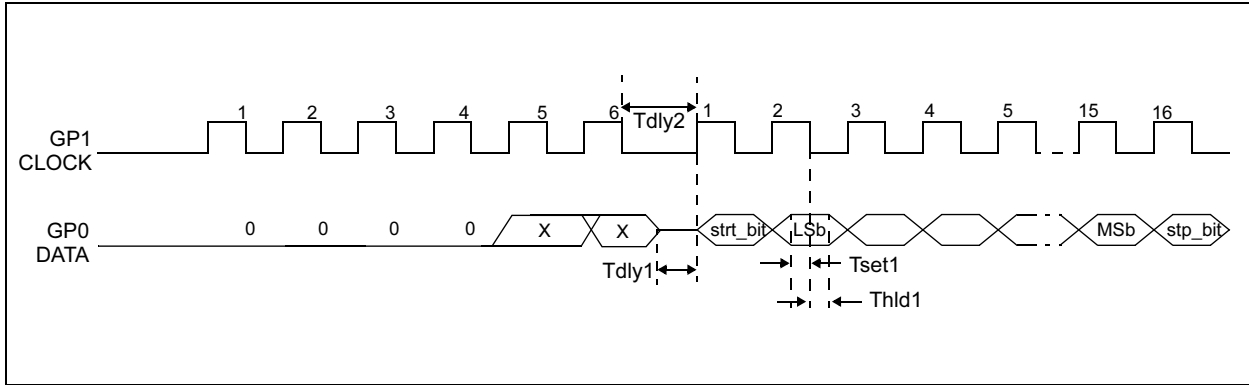 1 2 3 4 5 6 1 2 3 4 5 15 16
Tdly2
GP1
CLOCK
GP0
DATA
0 0 0 0 X X strt_bit LSb MSb stp_bit
Tdly1
Tset1
Thld1